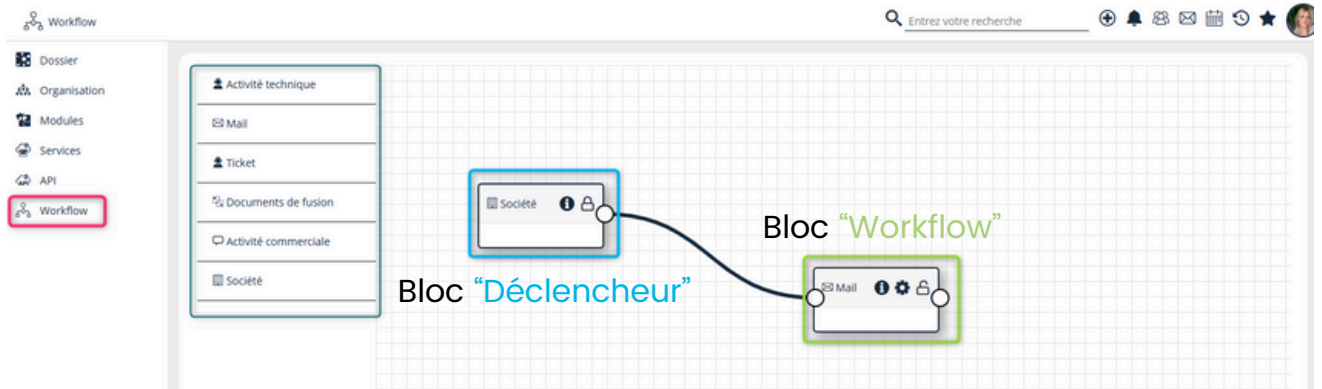 Workflow
Entrez votre recherche
Dossier
Organisation
Modules
Services
API
Workflow
Activité technique
Mail
Ticket
Documents de fusion
Activité commerciale
Société
Société
Bloc “Déclencheur”
Bloc “Workflow”
Mail